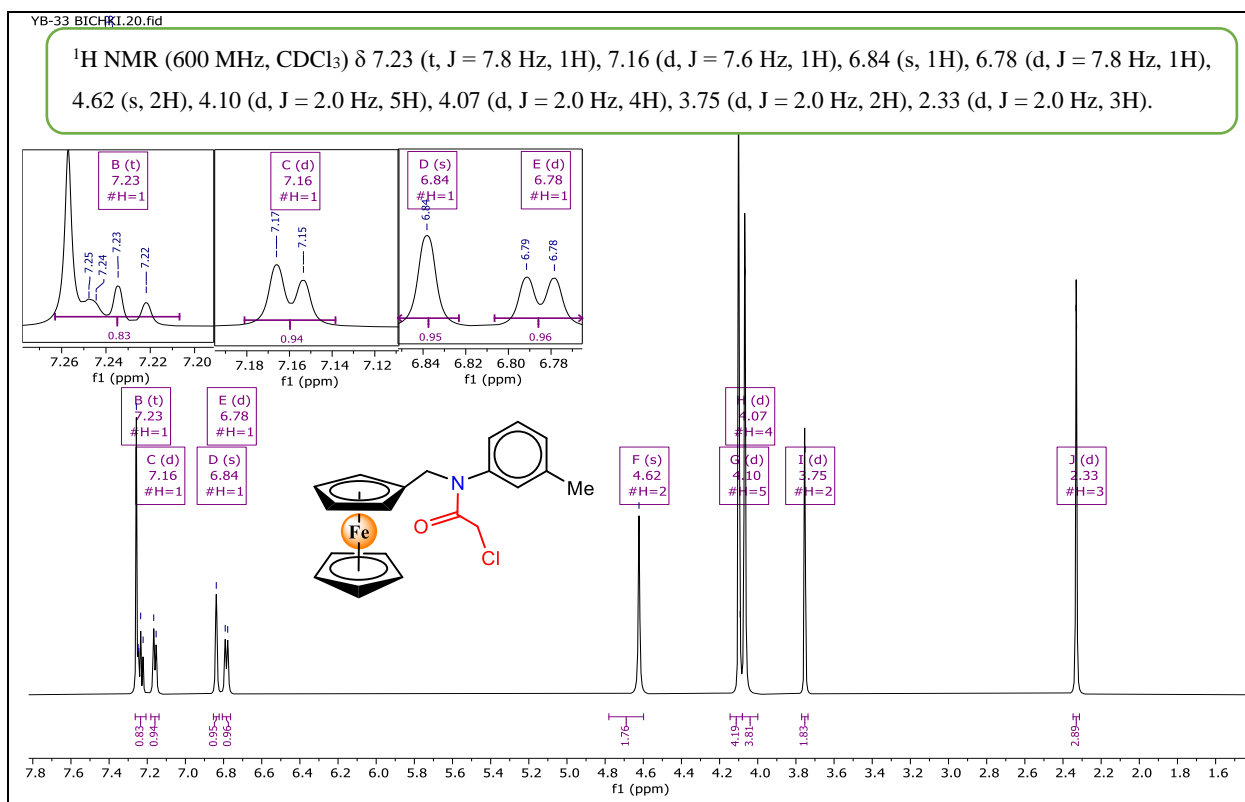 YB-33 BICHKI.20.fid
¹H NMR (600 MHz, CDCl₃) δ 7.23 (t, J = 7.8 Hz, 1H), 7.16 (d, J = 7.6 Hz, 1H), 6.84 (s, 1H), 6.78 (d, J = 7.8 Hz, 1H),
4.62 (s, 2H), 4.10 (d, J = 2.0 Hz, 5H), 4.07 (d, J = 2.0 Hz, 4H), 3.75 (d, J = 2.0 Hz, 2H), 2.33 (d, J = 2.0 Hz, 3H).
B (t)
7.23
#H=1
7.25
7.24
7.23
7.22
0.83
7.26 7.24 7.22 7.20
f1 (ppm)
C (d)
7.16
#H=1
7.17
7.15
0.94
7.18 7.16 7.14 7.12
f1 (ppm)
D (s)
6.84
#H=1
E (d)
6.78
#H=1
6.84
6.79
6.78
0.95
0.96
6.84 6.82 6.80 6.78
f1 (ppm)
B (t)
7.23
#H=1
E (d)
6.78
#H=1
H (d)
4.07
#H=4
C (d)
7.16
#H=1
D (s)
6.84
#H=1
F (s)
4.62
#H=2
G (d)
4.10
#H=5
I (d)
3.75
#H=2
J (d)
2.33
#H=3
N
Me
O
Cl
Fe
0.83
0.94
0.95
0.96
1.76
4.19
3.81
1.83
2.89
7.8 7.6 7.4 7.2 7.0 6.8 6.6 6.4 6.2 6.0 5.8 5.6 5.4 5.2 5.0 4.8 4.6 4.4 4.2 4.0 3.8 3.6 3.4 3.2 3.0 2.8 2.6 2.4 2.2 2.0 1.8 1.6
f1 (ppm)